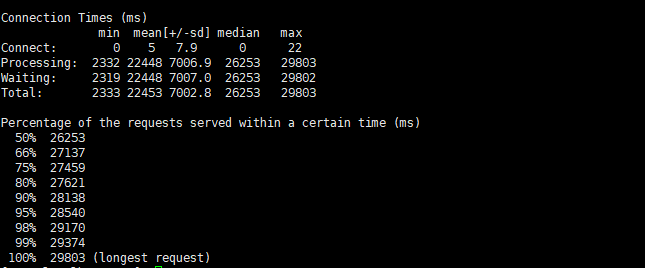 Connection Times (ms)
              min  mean[+/-sd] median   max
Connect:        0    5   7.9      0      22
Processing:  2332 22448 7006.9  26253   29803
Waiting:     2319 22448 7007.0  26253   29802
Total:       2333 22453 7002.8  26253   29803

Percentage of the requests served within a certain time (ms)
  50%  26253
  66%  27137
  75%  27459
  80%  27621
  90%  28138
  95%  28540
  98%  29170
  99%  29374
 100%  29803 (longest request)